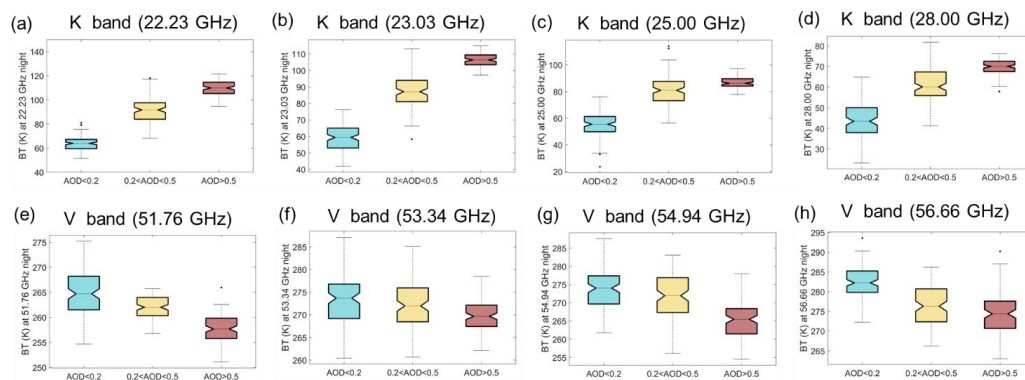 (a) K band (22.23 GHz)
BT (K) at 22.23 GHz night
140
120
100
80
60
40
AOD<0.2 0.2<AOD<0.5 AOD>0.5
(b) K band (23.03 GHz)
BT (K) at 23.03 GHz night
110
100
90
80
70
60
50
40
AOD<0.2 0.2<AOD<0.5 AOD>0.5
(c) K band (25.00 GHz)
BT (K) at 25.00 GHz night
120
100
80
60
40
20
AOD<0.2 0.2<AOD<0.5 AOD>0.5
(d) K band (28.00 GHz)
BT (K) at 28.00 GHz night
80
70
60
50
40
30
AOD<0.2 0.2<AOD<0.5 AOD>0.5
(e) V band (51.76 GHz)
BT (K) at 51.76 GHz night
275
270
265
260
255
250
AOD<0.2 0.2<AOD<0.5 AOD>0.5
(f) V band (53.34 GHz)
BT (K) at 53.34 GHz night
285
280
275
270
265
260
AOD<0.2 0.2<AOD<0.5 AOD>0.5
(g) V band (54.94 GHz)
BT (K) at 54.94 GHz night
285
280
275
270
265
260
255
AOD<0.2 0.2<AOD<0.5 AOD>0.5
(h) V band (56.66 GHz)
BT (K) at 56.66 GHz night
295
290
285
280
275
270
265
AOD<0.2 0.2<AOD<0.5 AOD>0.5